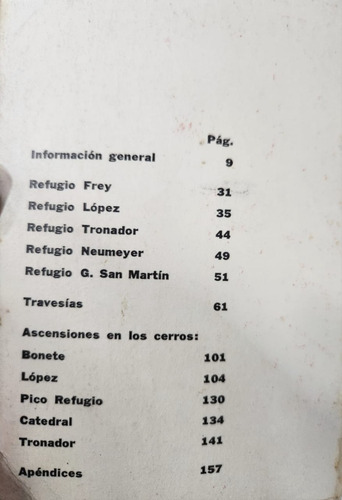 Pág.
Información general 9
Refugio Frey 31
Refugio López 35
Refugio Tronador 44
Refugio Neumeyer 49
Refugio G. San Martín 51
Travesías 61
Ascensiones en los cerros:
Bonete 101
López 104
Pico Refugio 130
Catedral 134
Tronador 141
Apéndices 157